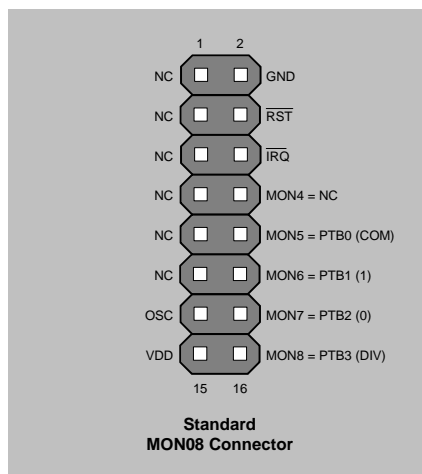 1 2
NC GND
NC RST
NC IRQ
NC MON4 = NC
NC MON5 = PTB0 (COM)
NC MON6 = PTB1 (1)
OSC MON7 = PTB2 (0)
VDD MON8 = PTB3 (DIV)
15 16
Standard
MON08 Connector